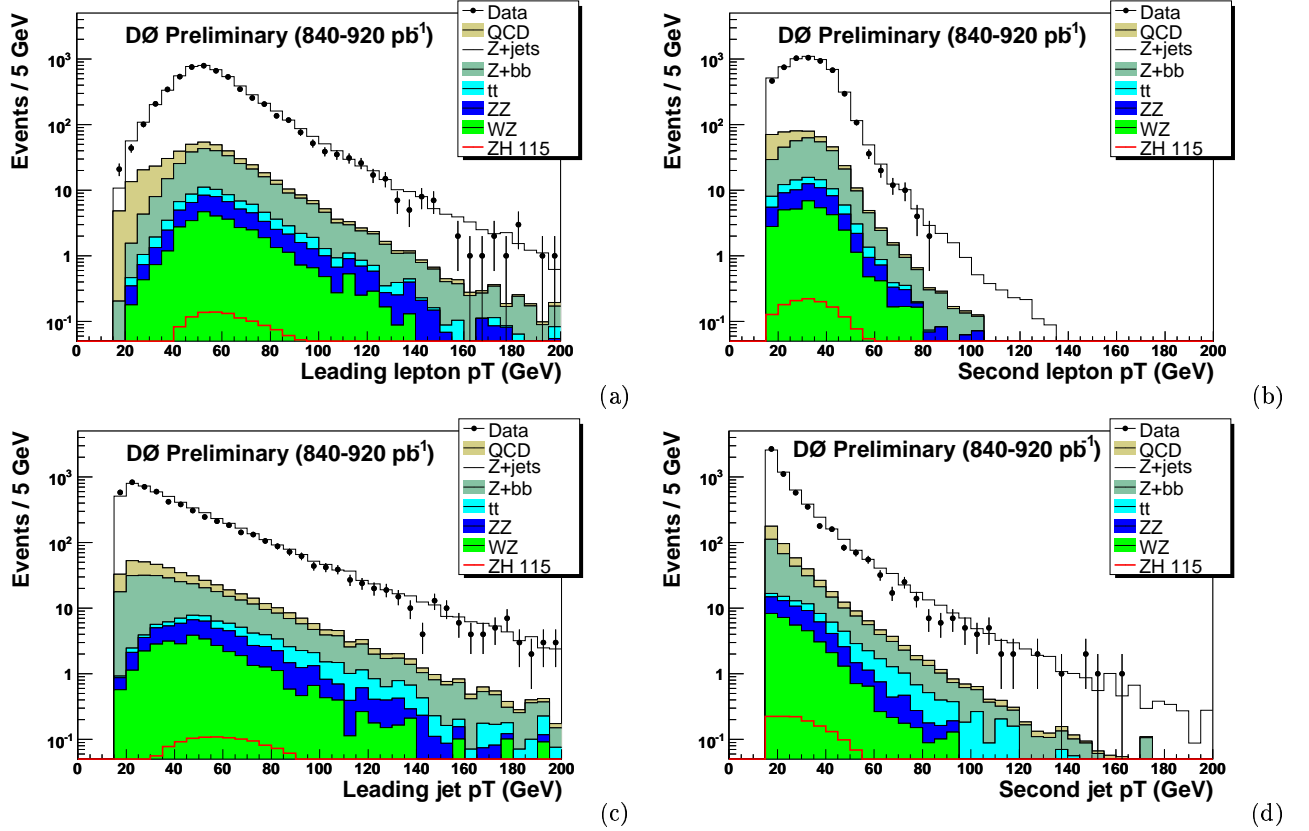 DØ Preliminary (840-920 pb-1)
Data
QCD
Z+jets
Z+bb
tt
ZZ
WZ
ZH 115
Events / 5 GeV
10³
10²
10
1
10-1
0 20 40 60 80 100 120 140 160 180 200
Leading lepton pT (GeV)
(a)
DØ Preliminary (840-920 pb-1)
Data
QCD
Z+jets
Z+bb
tt
ZZ
WZ
ZH 115
Events / 5 GeV
10³
10²
10
1
10-1
0 20 40 60 80 100 120 140 160 180 200
Second lepton pT (GeV)
(b)
DØ Preliminary (840-920 pb-1)
Data
QCD
Z+jets
Z+bb
tt
ZZ
WZ
ZH 115
Events / 5 GeV
10³
10²
10
1
10-1
0 20 40 60 80 100 120 140 160 180 200
Leading jet pT (GeV)
(c)
DØ Preliminary (840-920 pb-1)
Data
QCD
Z+jets
Z+bb
tt
ZZ
WZ
ZH 115
Events / 5 GeV
10³
10²
10
1
10-1
0 20 40 60 80 100 120 140 160 180 200
Second jet pT (GeV)
(d)